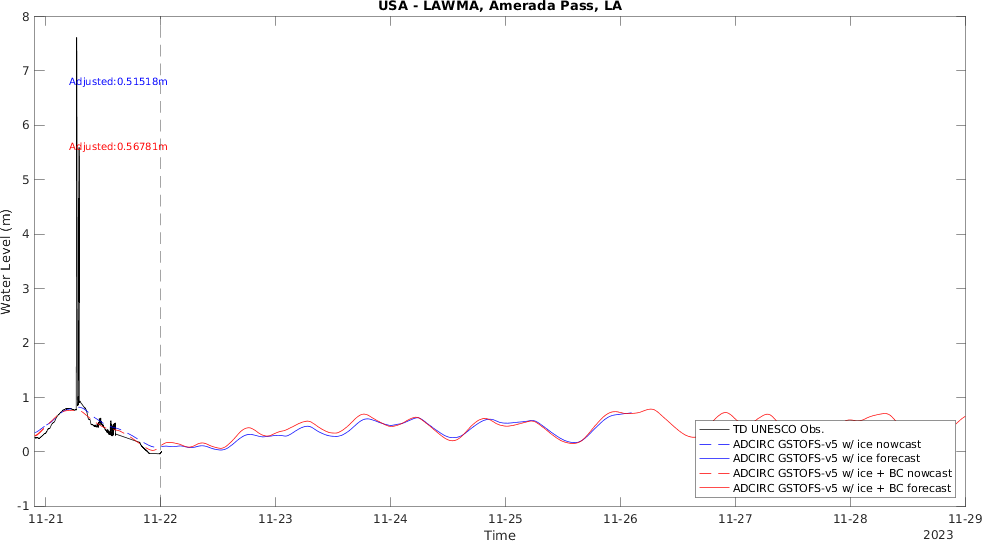 USA - LAWMA, Amerada Pass, LA
8
7
6
5
4
3
2
1
0
-1
Water Level (m)
Adjusted:0.51518m
Adjusted:0.56781m
TD UNESCO Obs.
ADCIRC GSTOFS-v5 w/ ice nowcast
ADCIRC GSTOFS-v5 w/ ice forecast
ADCIRC GSTOFS-v5 w/ ice + BC nowcast
ADCIRC GSTOFS-v5 w/ ice + BC forecast
11-21 11-22 11-23 11-24 11-25 11-26 11-27 11-28 11-29
Time
2023